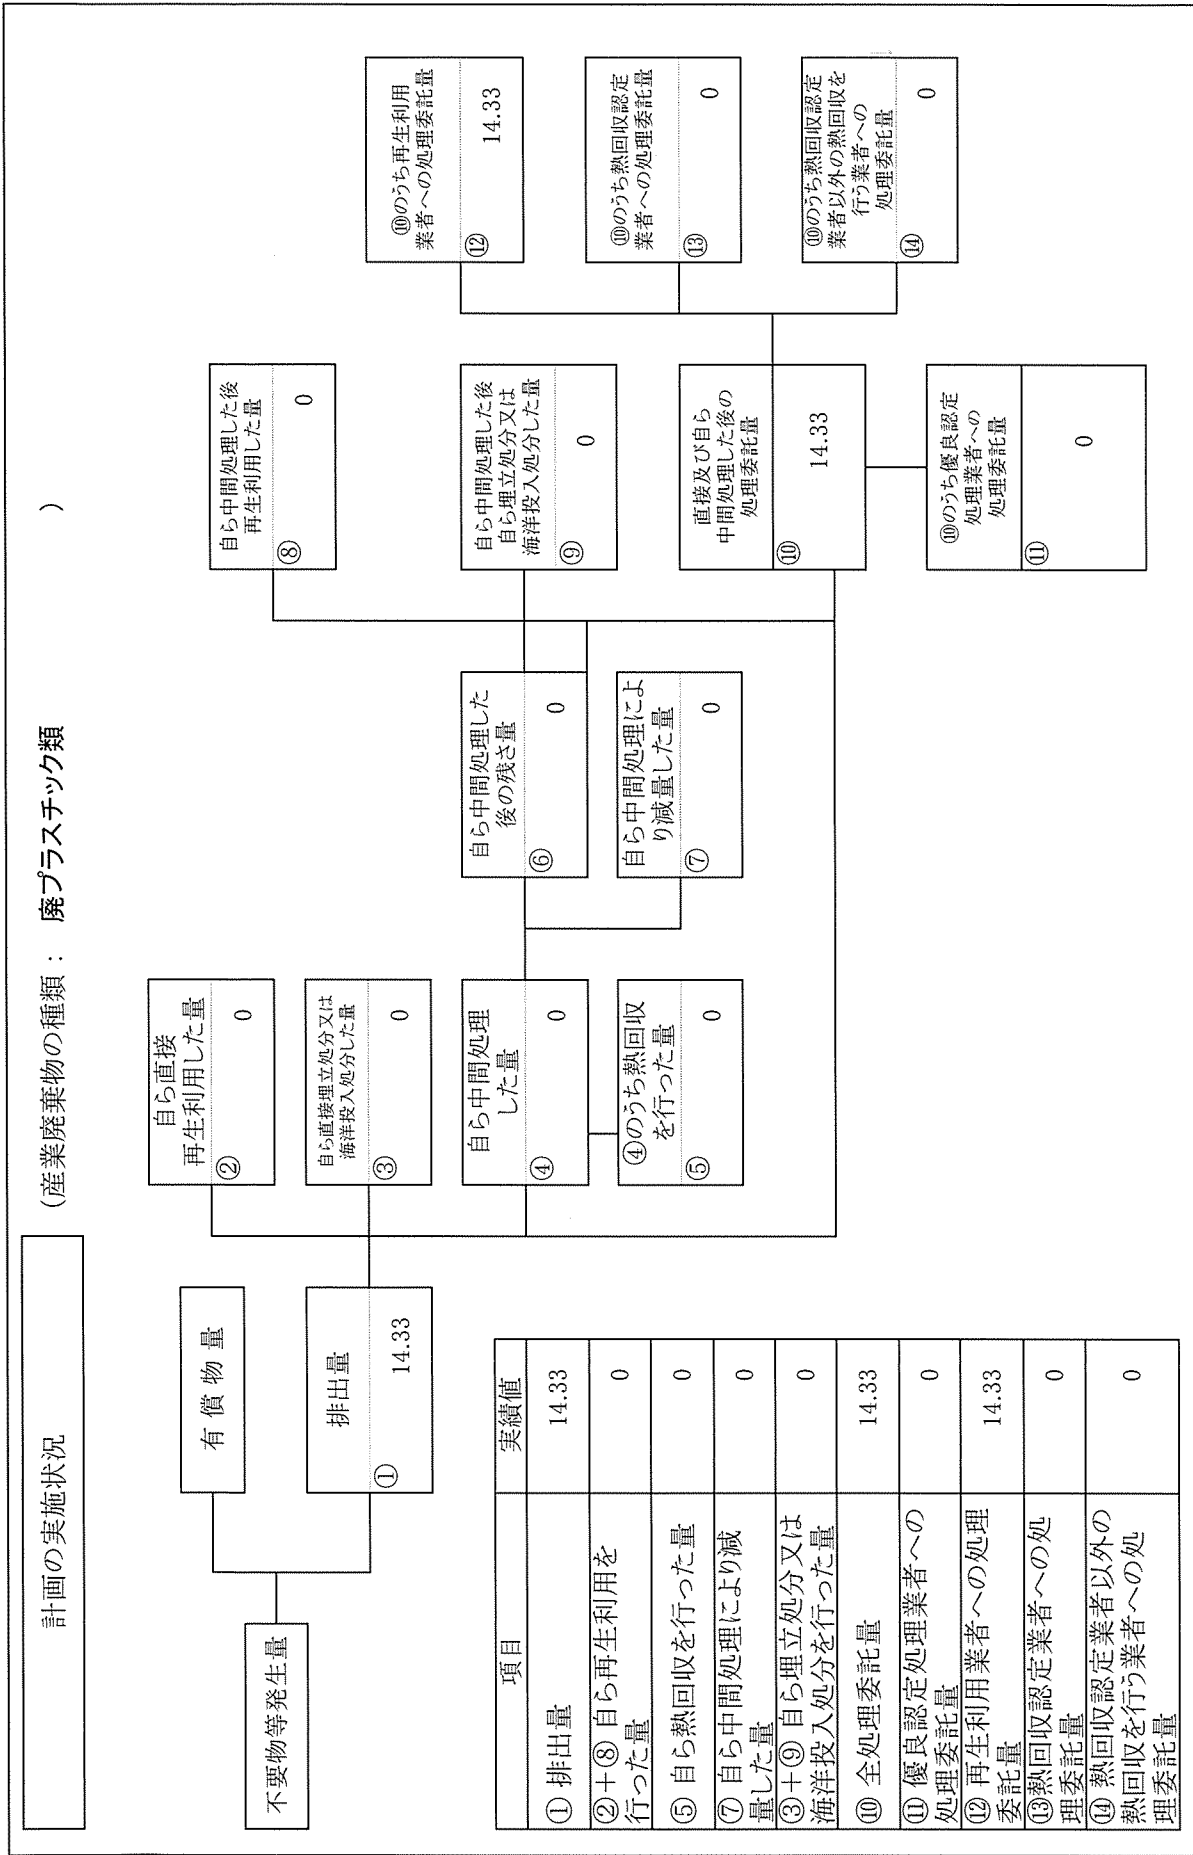 計画の実施状況
(産業廃棄物の種類： 廃プラスチック類 )
不要物等発生量
有 償 物 量
排出量
① 14.33
自ら直接
再生利用した量
② 0
自ら直接埋立処分又は
海洋投入処分した量
③ 0
自ら中間処理
した量
④ 0
④のうち熱回収
を行った量
⑤ 0
自ら中間処理した
後の残さ量
⑥ 0
自ら中間処理によ
り減量した量
⑦ 0
自ら中間処理した後
再生利用した量
⑧ 0
自ら中間処理した後
自ら埋立処分又は
海洋投入処分した量
⑨ 0
直接及び自ら
中間処理した後の
処理委託量
⑩ 14.33
⑩のうち優良認定
処理業者への
処理委託量
⑪ 0
⑩のうち再生利用
業者への処理委託量
⑫ 14.33
⑩のうち熱回収認定
業者への処理委託量
⑬ 0
⑩のうち熱回収認定
業者以外の熱回収を
行う業者への
処理委託量
⑭ 0
項目 実績値
① 排出量 14.33
②＋⑧ 自ら再生利用を
行った量 0
⑤ 自ら熱回収を行った量 0
⑦ 自ら中間処理により減
量した量 0
③＋⑨ 自ら埋立処分又は
海洋投入処分を行った量 0
⑩ 全処理委託量 14.33
⑪ 優良認定処理業者への
処理委託量 0
⑫ 再生利用業者への処理
委託量 14.33
⑬熱回収認定業者への処
理委託量 0
⑭ 熱回収認定業者以外の
熱回収を行う業者への処
理委託量 0